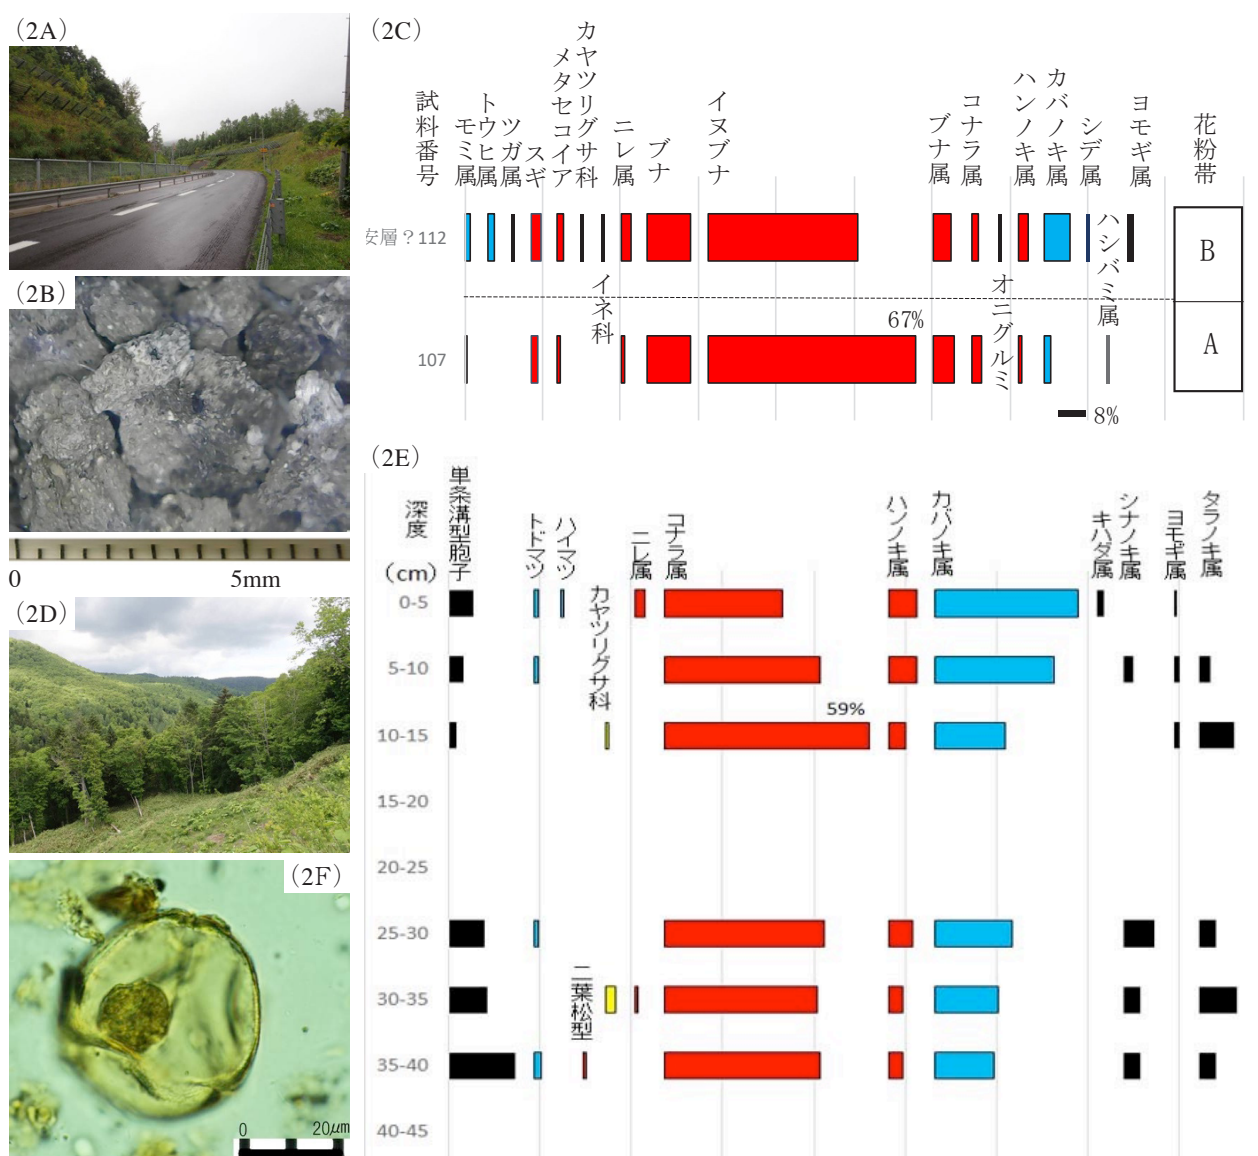 (2A)
(2B)
0 5mm
(2D)
(2F)
0 20μm
(2C)
試料番号
モミ属
トウヒ属
ツガ属
スギ
メタセコイア
カヤツリグサ科
イネ科
ニレ属
ブナ
イヌブナ
ブナ属
コナラ属
オニグルミ
ハンノキ属
カバノキ属
シデ属
ハシバミ属
ヨモギ属
花粉帯
安層?112
B
67%
107
A
8%
(2E)
深度
(cm)
単条溝型胞子
トドマツ
ハイマツ
二葉松型
カヤツリグサ科
ニレ属
コナラ属
ハンノキ属
カバノキ属
キハダ属
シナノキ属
ヨモギ属
タラノキ属
0-5
5-10
59%
10-15
15-20
20-25
25-30
30-35
35-40
40-45